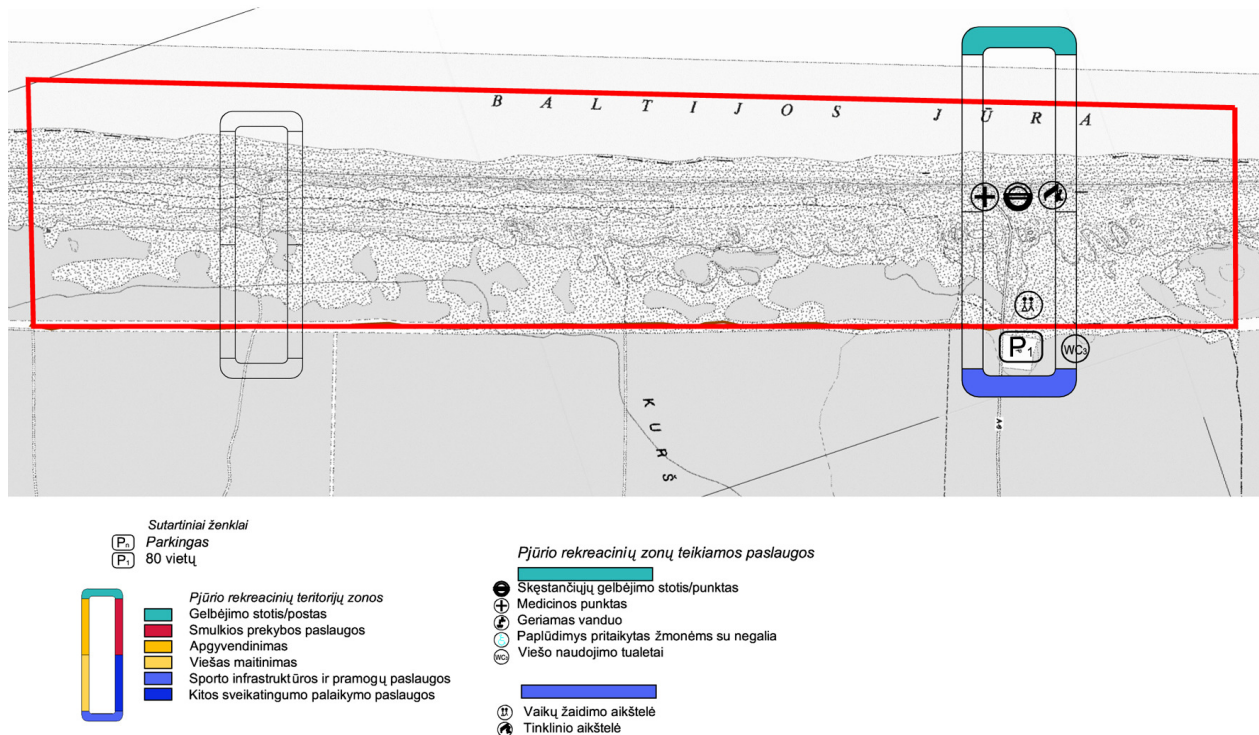 B A L T I J O S J Ū R A
P1
WC3
K U R Š
A6
Sutartiniai ženklai
Pn Parkingas
P1 80 vietų
Pjūrio rekreacinių teritorijų zonos
Gelbėjimo stotis/postas
Smulkios prekybos paslaugos
Apgyvendinimas
Viešas maitinimas
Sporto infrastruktūros ir pramogų paslaugos
Kitos sveikatingumo palaikymo paslaugos
Pjūrio rekreacinių zonų teikiamos paslaugos
Skęstančiųjų gelbėjimo stotis/punktas
Medicinos punktas
Geriamas vanduo
Paplūdimys pritaikytas žmonėms su negalia
WC3 Viešo naudojimo tualetai
Vaikų žaidimo aikštelė
Tinklinio aikštelė